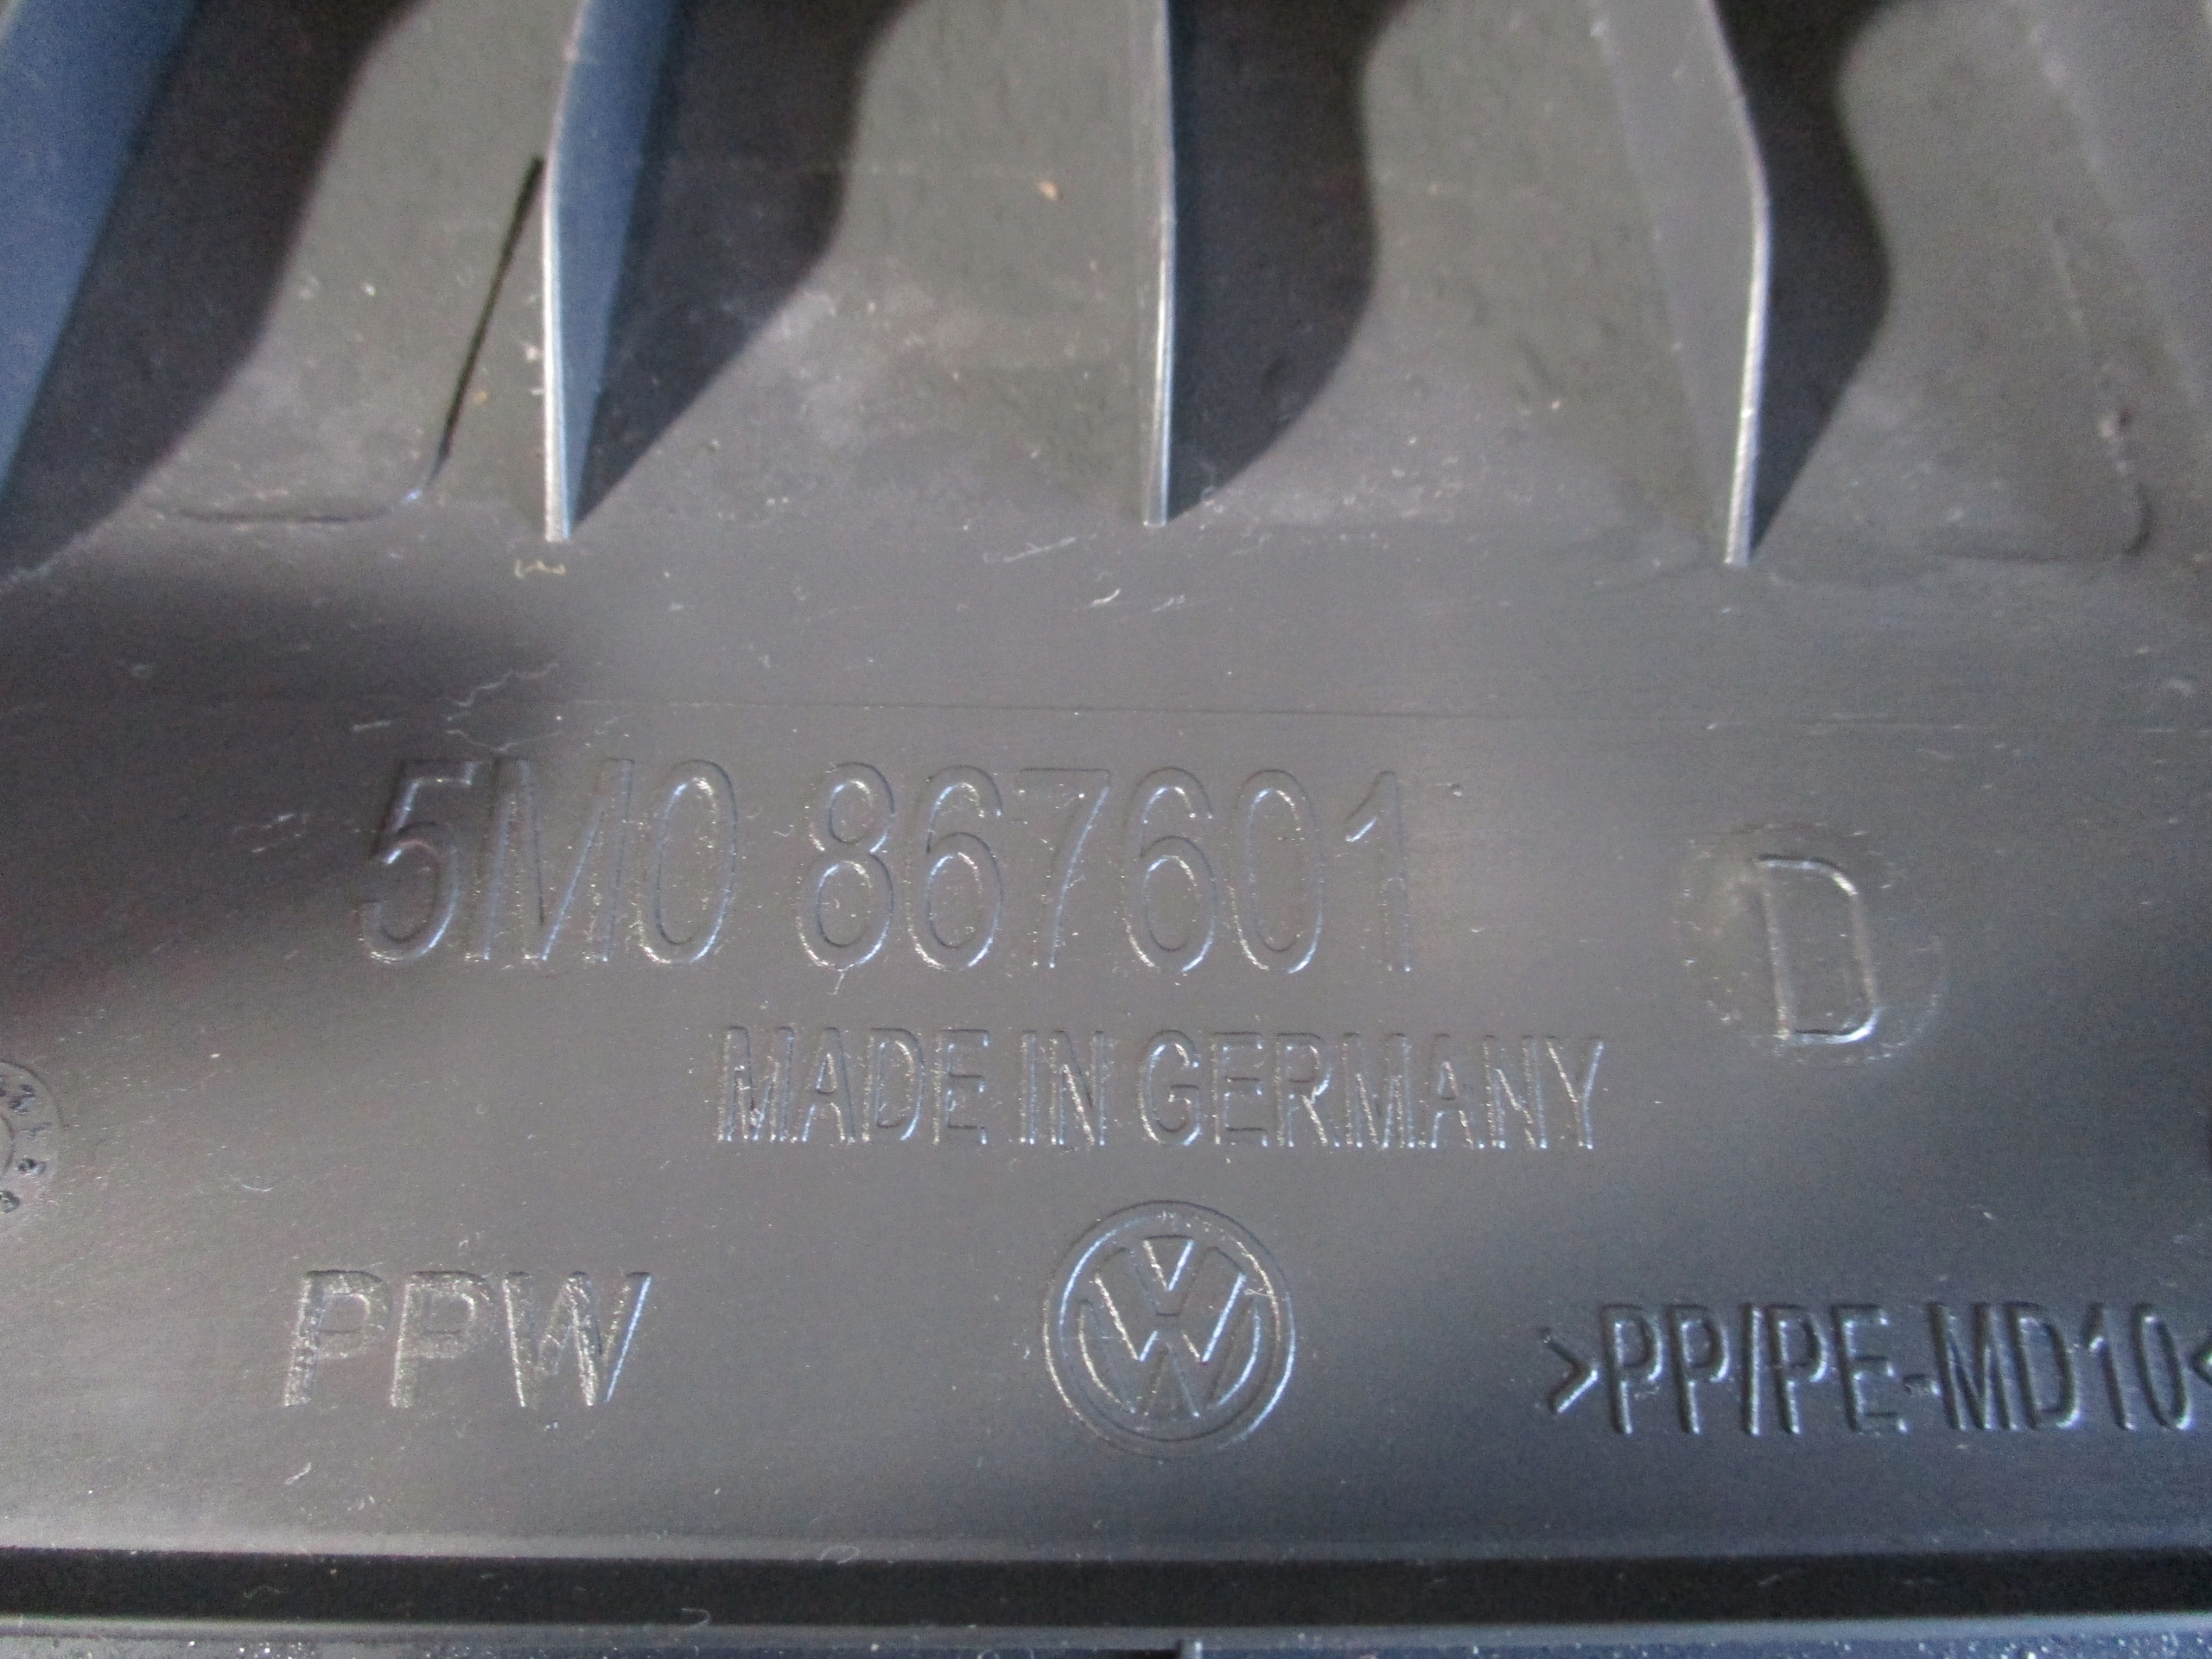 5M0 867601
D
MADE IN GERMANY
PPW
>PP/PE-MD10<